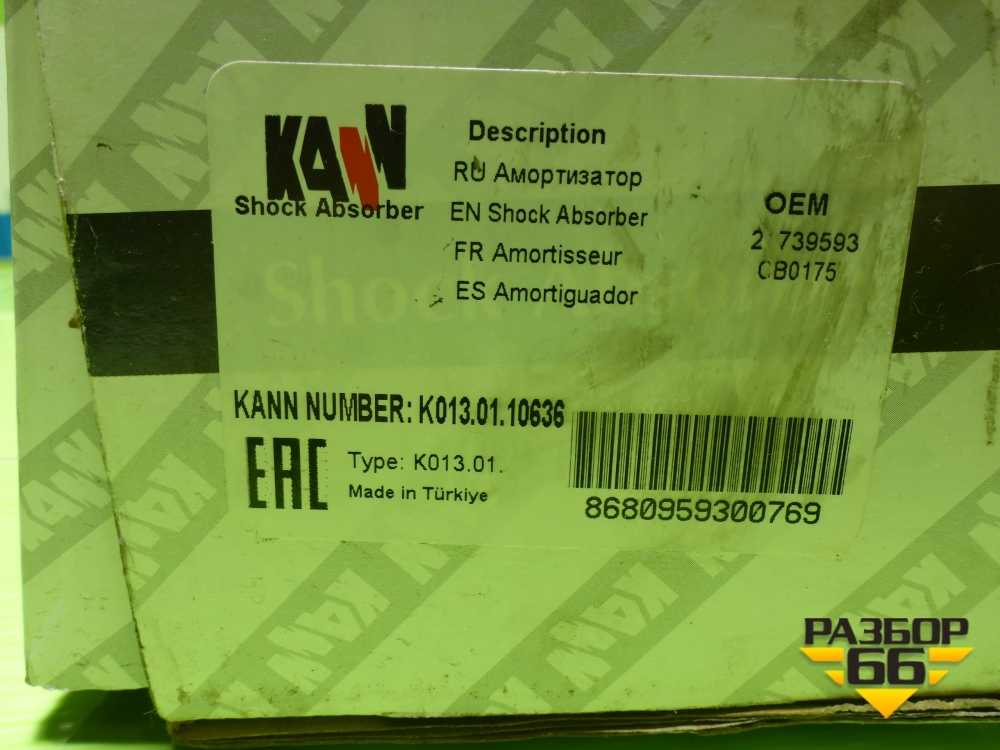 KANN
Shock Absorber
Description
RU Амортизатор
EN Shock Absorber
FR Amortisseur
ES Amortiguador
OEM
2 739593
CB0175
KANN NUMBER: K013.01.10636
EAC
Type: K013.01.
Made in Türkiye
8680959300769
РАЗБОР
66